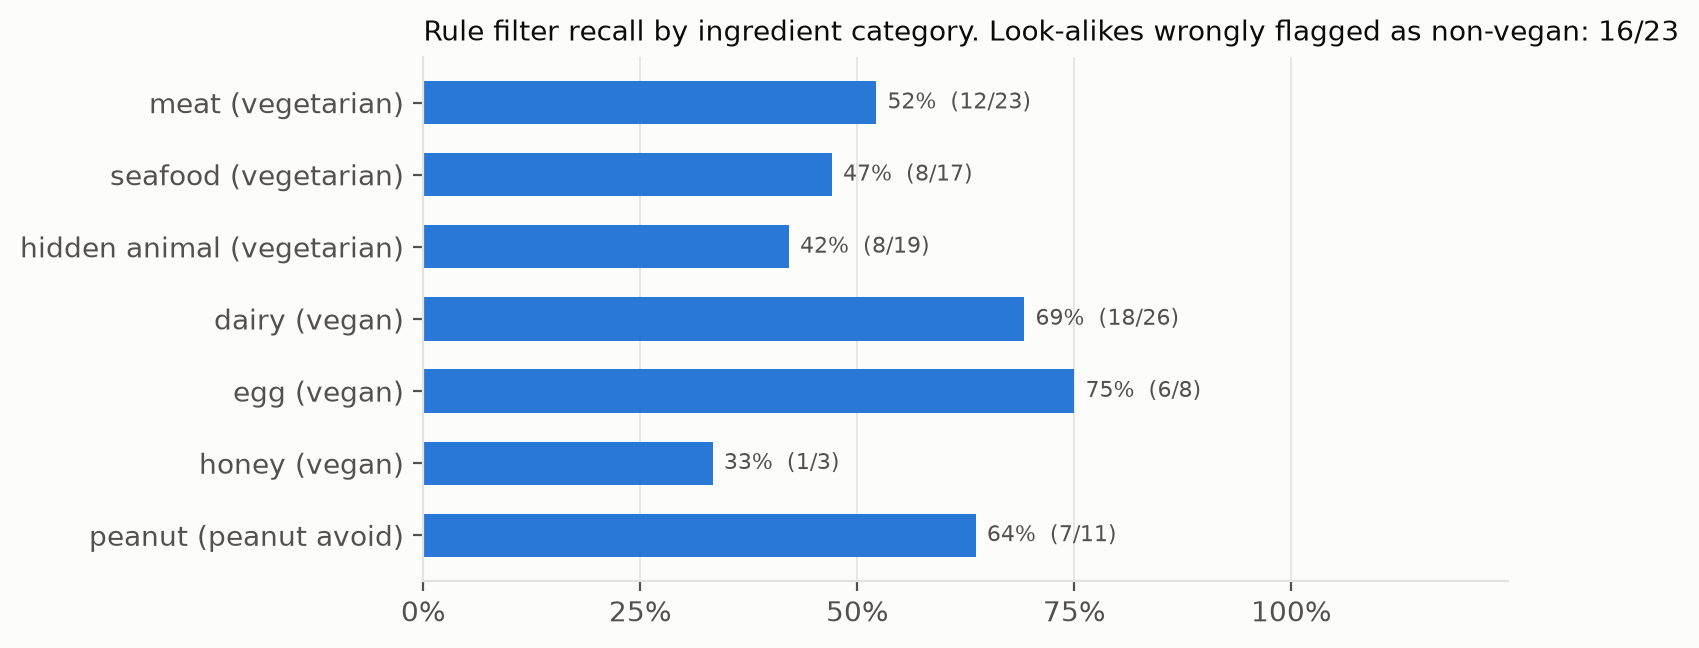 Rule filter recall by ingredient category. Look-alikes wrongly flagged as non-vegan: 16/23
meat (vegetarian) 52% (12/23)
seafood (vegetarian) 47% (8/17)
hidden animal (vegetarian) 42% (8/19)
dairy (vegan) 69% (18/26)
egg (vegan) 75% (6/8)
honey (vegan) 33% (1/3)
peanut (peanut avoid) 64% (7/11)
0% 25% 50% 75% 100%